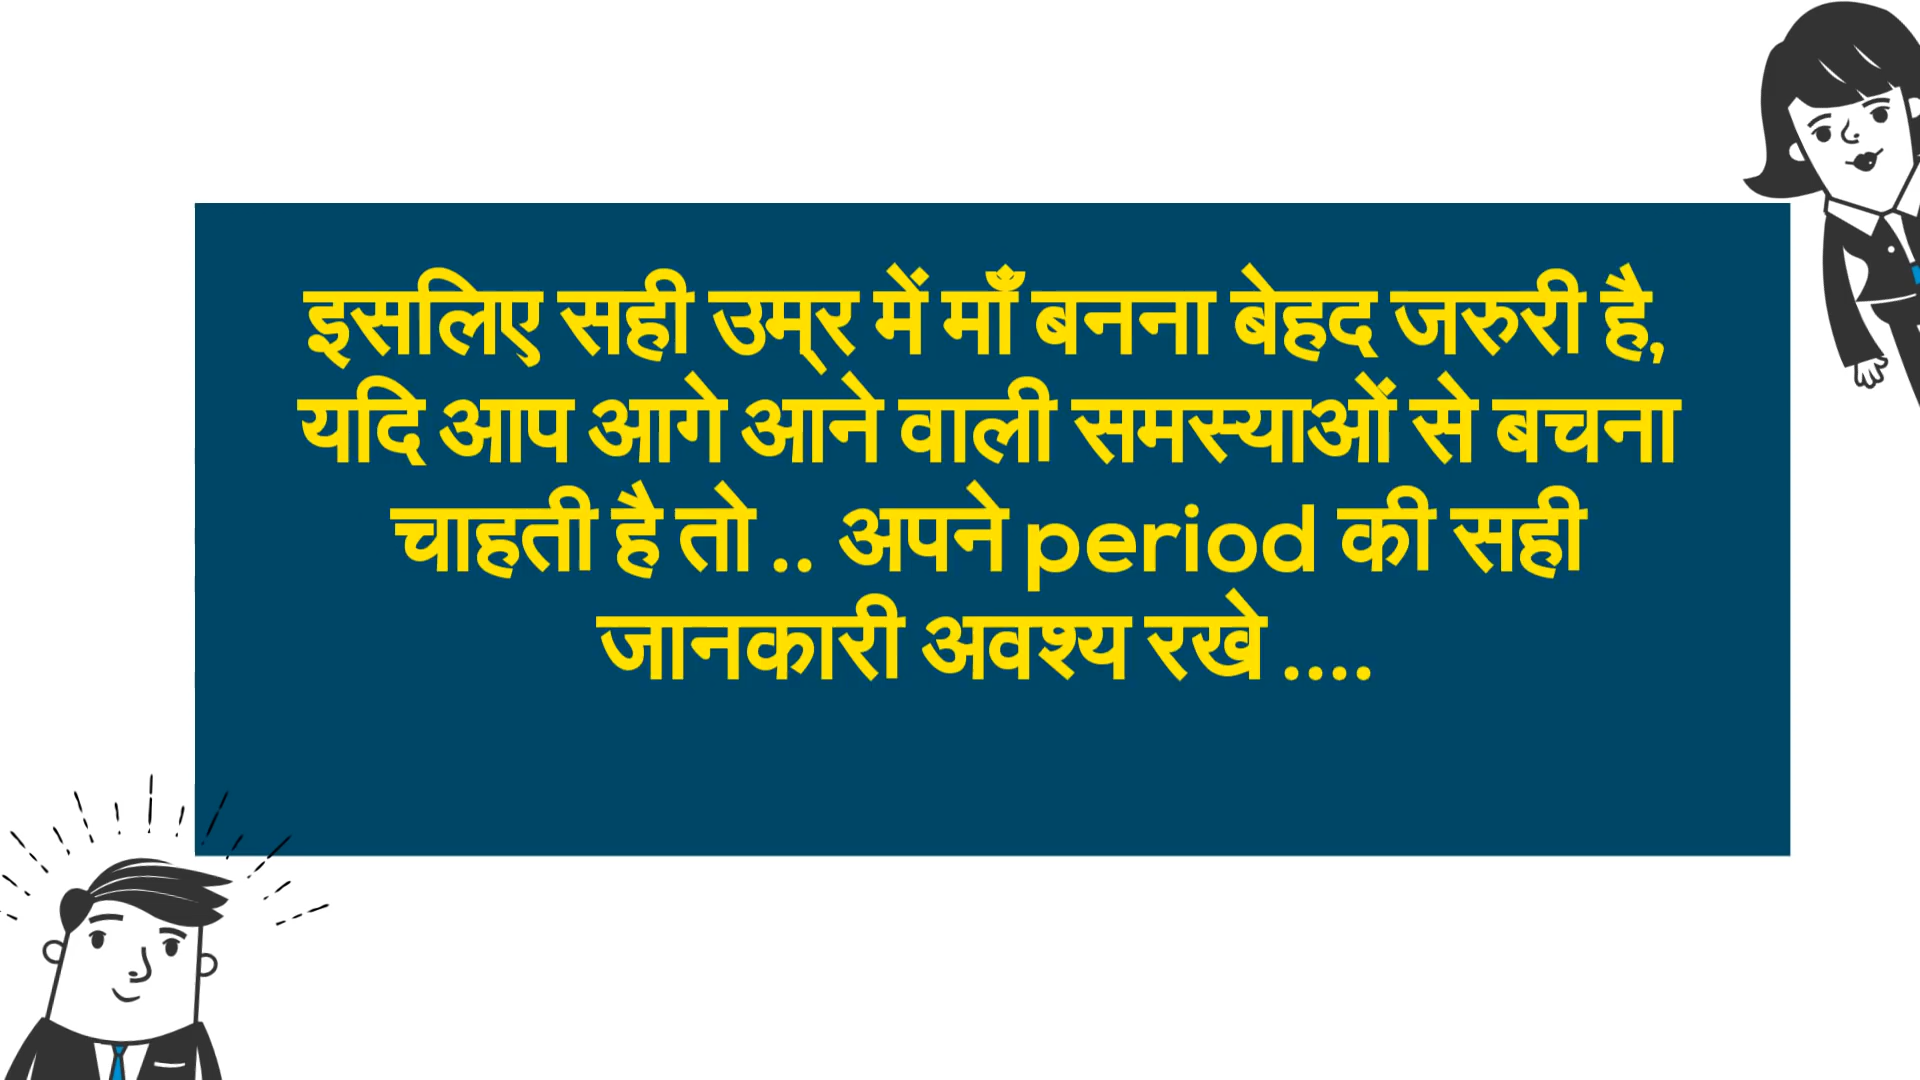 इसलिए सही उम्र में माँ बनना बेहद जरुरी है,
यदि आप आगे आने वाली समस्याओं से बचना
चाहती है तो .. अपने period की सही
जानकारी अवश्य रखे ....